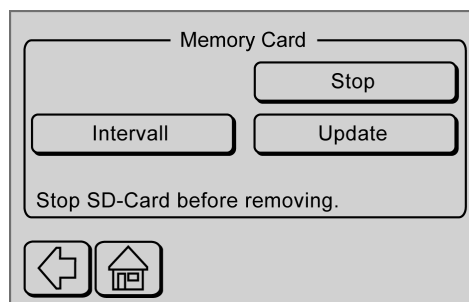 Memory Card
Stop
Intervall Update
Stop SD-Card before removing.